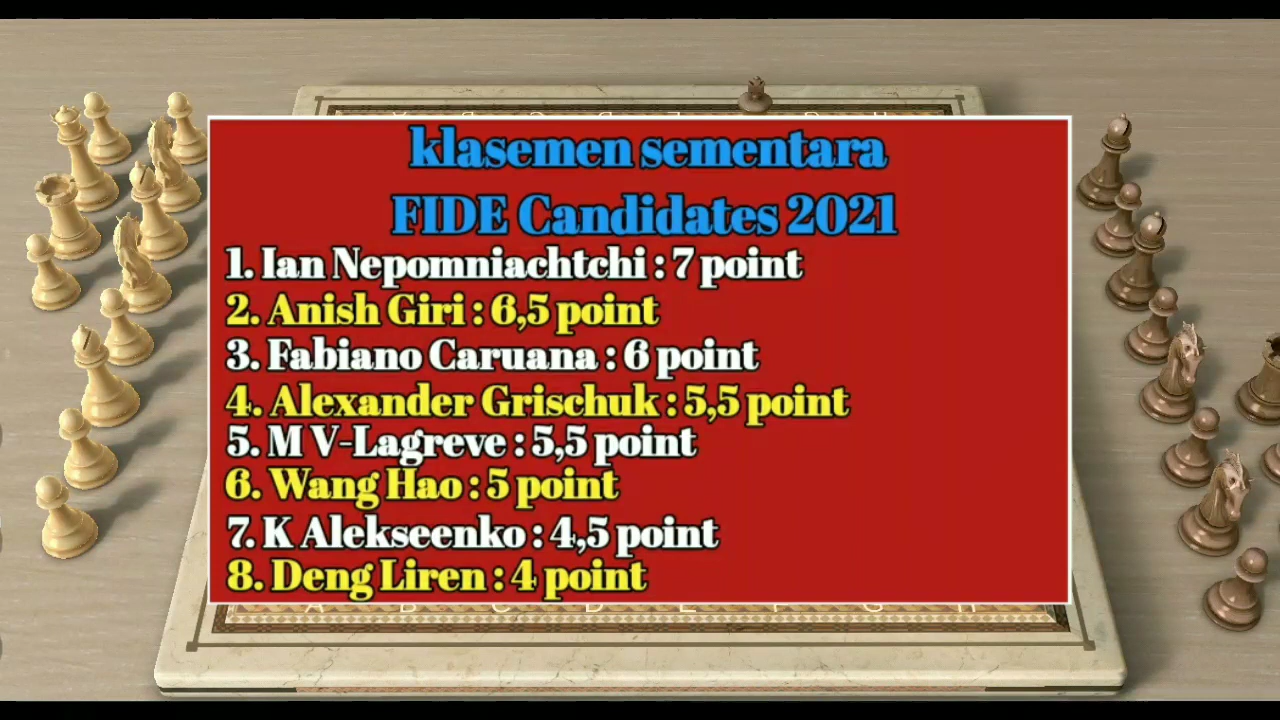 klasemen sementara
FIDE Candidates 2021
1. Ian Nepomniachtchi : 7 point
2. Anish Giri : 6,5 point
3. Fabiano Caruana : 6 point
4. Alexander Grischuk : 5,5 point
5. M V-Lagreve : 5,5 point
6. Wang Hao : 5 point
7. K Alekseenko : 4,5 point
8. Deng Liren : 4 point